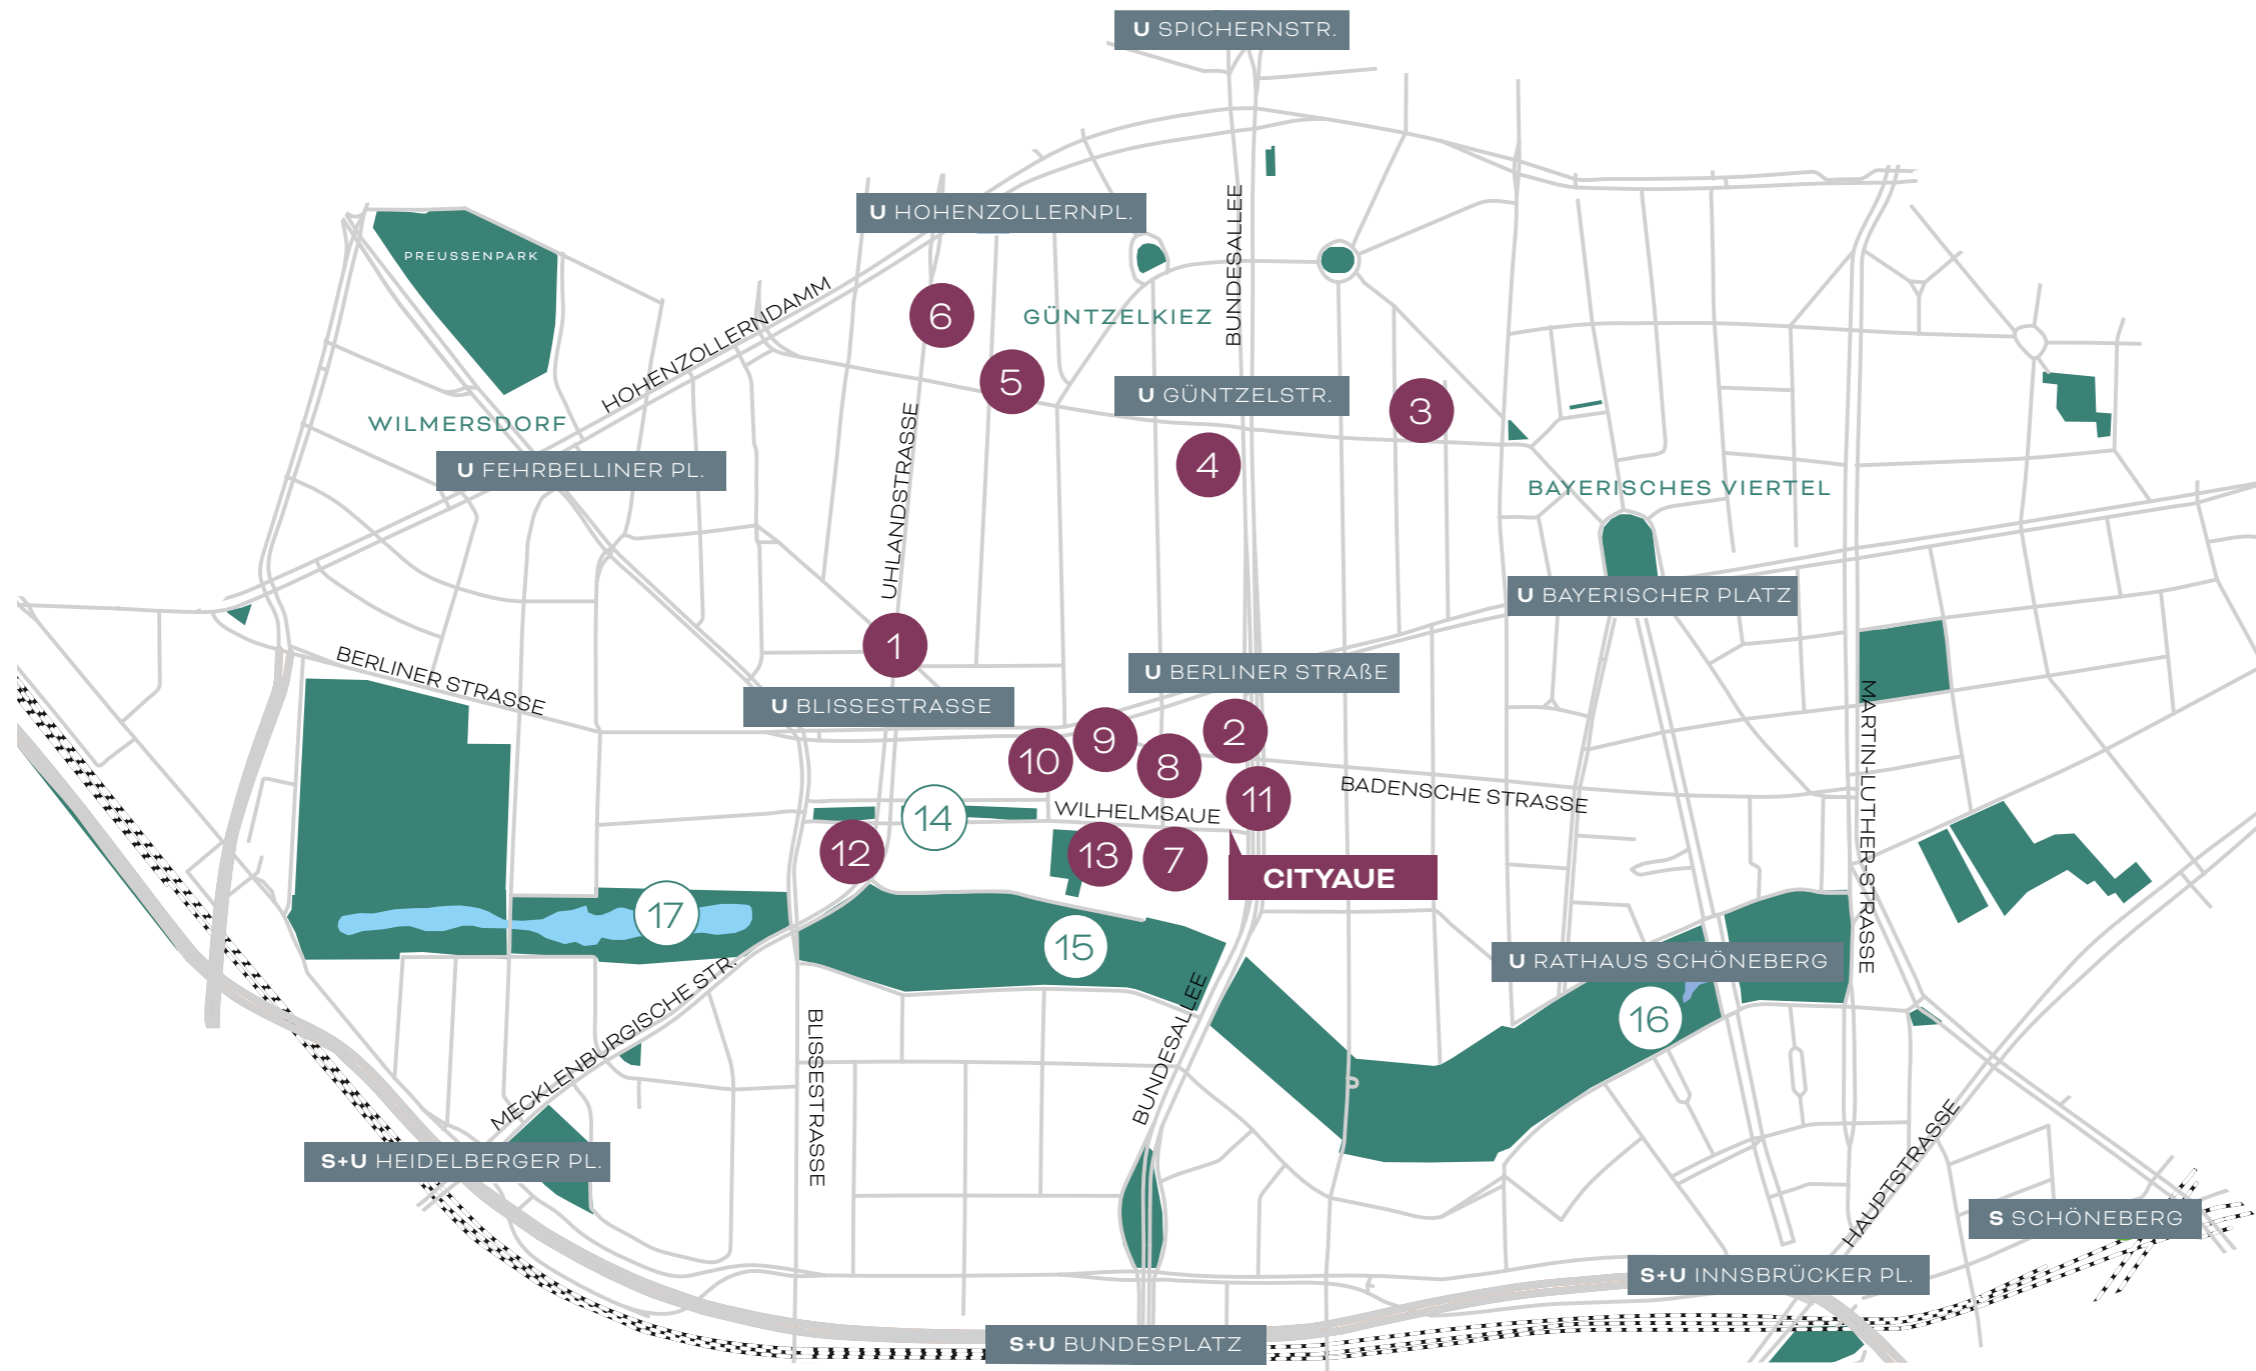 U SPICHERNSTR.
U HOHENZOLLERNPL.
BUNDESALLEE
PREUSSENPARK
HOHENZOLLERNDAMM
6
GÜNTZELKIEZ
5
U GÜNTZELSTR.
3
WILMERSDORF
UHLANDSTRASSE
U FEHRBELLINER PL.
4
BAYERISCHES VIERTEL
U BAYERISCHER PLATZ
1
BERLINER STRASSE
U BERLINER STRAßE
U BLISSESTRASSE
MARTIN-LUTHER-STRASSE
2
9
10
8
11
BADENSCHE STRASSE
14
WILHELMSAUE
12
13
7
CITYAUE
17
15
U RATHAUS SCHÖNEBERG
MECKLENBURGISCHE STR.
16
BLISSESTRASSE
BUNDESALLEE
S+U HEIDELBERGER PL.
HAUPTSTRASSE
S SCHÖNEBERG
S+U INNSBRÜCKER PL.
S+U BUNDESPLATZ